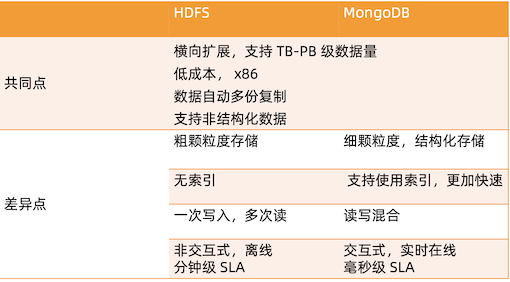 HDFS MongoDB
横向扩展，支持 TB-PB 级数据量
低成本， x86
共同点
数据自动多份复制
支持非结构化数据
粗颗粒度存储 细颗粒度，结构化存储
无索引 支持使用索引，更加快速
差异点
一次写入，多次读 读写混合
非交互式，离线 交互式，实时在线
分钟级 SLA 毫秒级 SLA